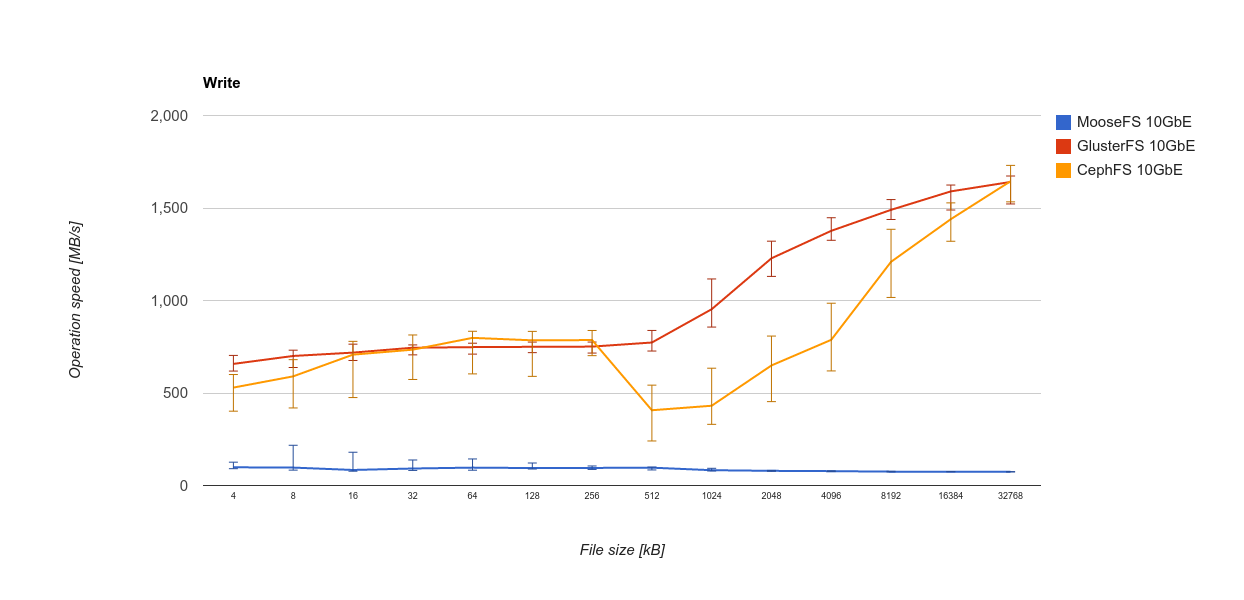 Write
2,000
1,500
1,000
500
0
Operation speed [MB/s]
4 8 16 32 64 128 256 512 1024 2048 4096 8192 16384 32768
File size [kB]
MooseFS 10GbE
GlusterFS 10GbE
CephFS 10GbE